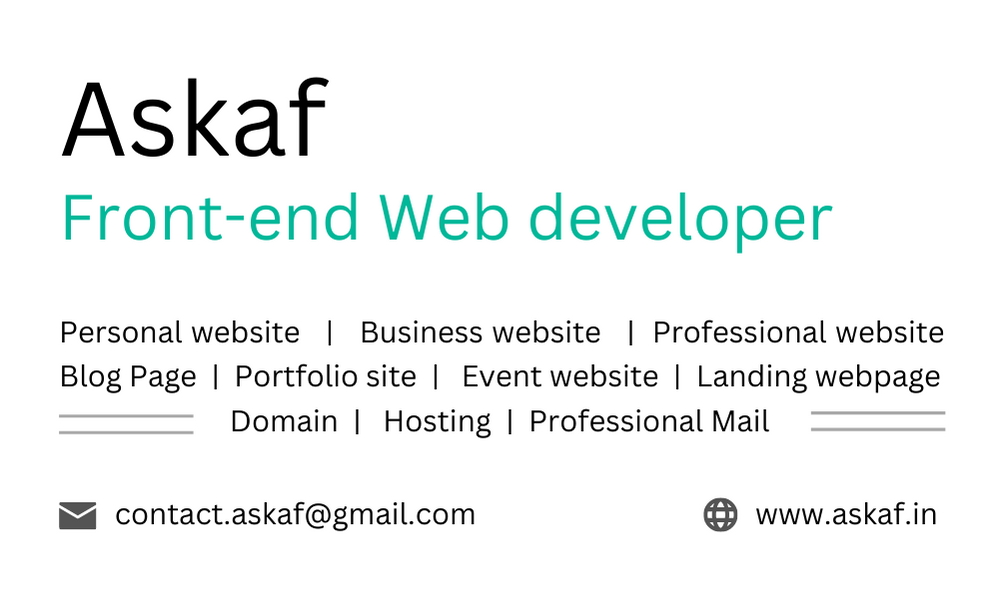 Askaf
Front-end Web developer
Personal website | Business website | Professional website
Blog Page | Portfolio site | Event website | Landing webpage
Domain | Hosting | Professional Mail
contact.askaf@gmail.com www.askaf.in